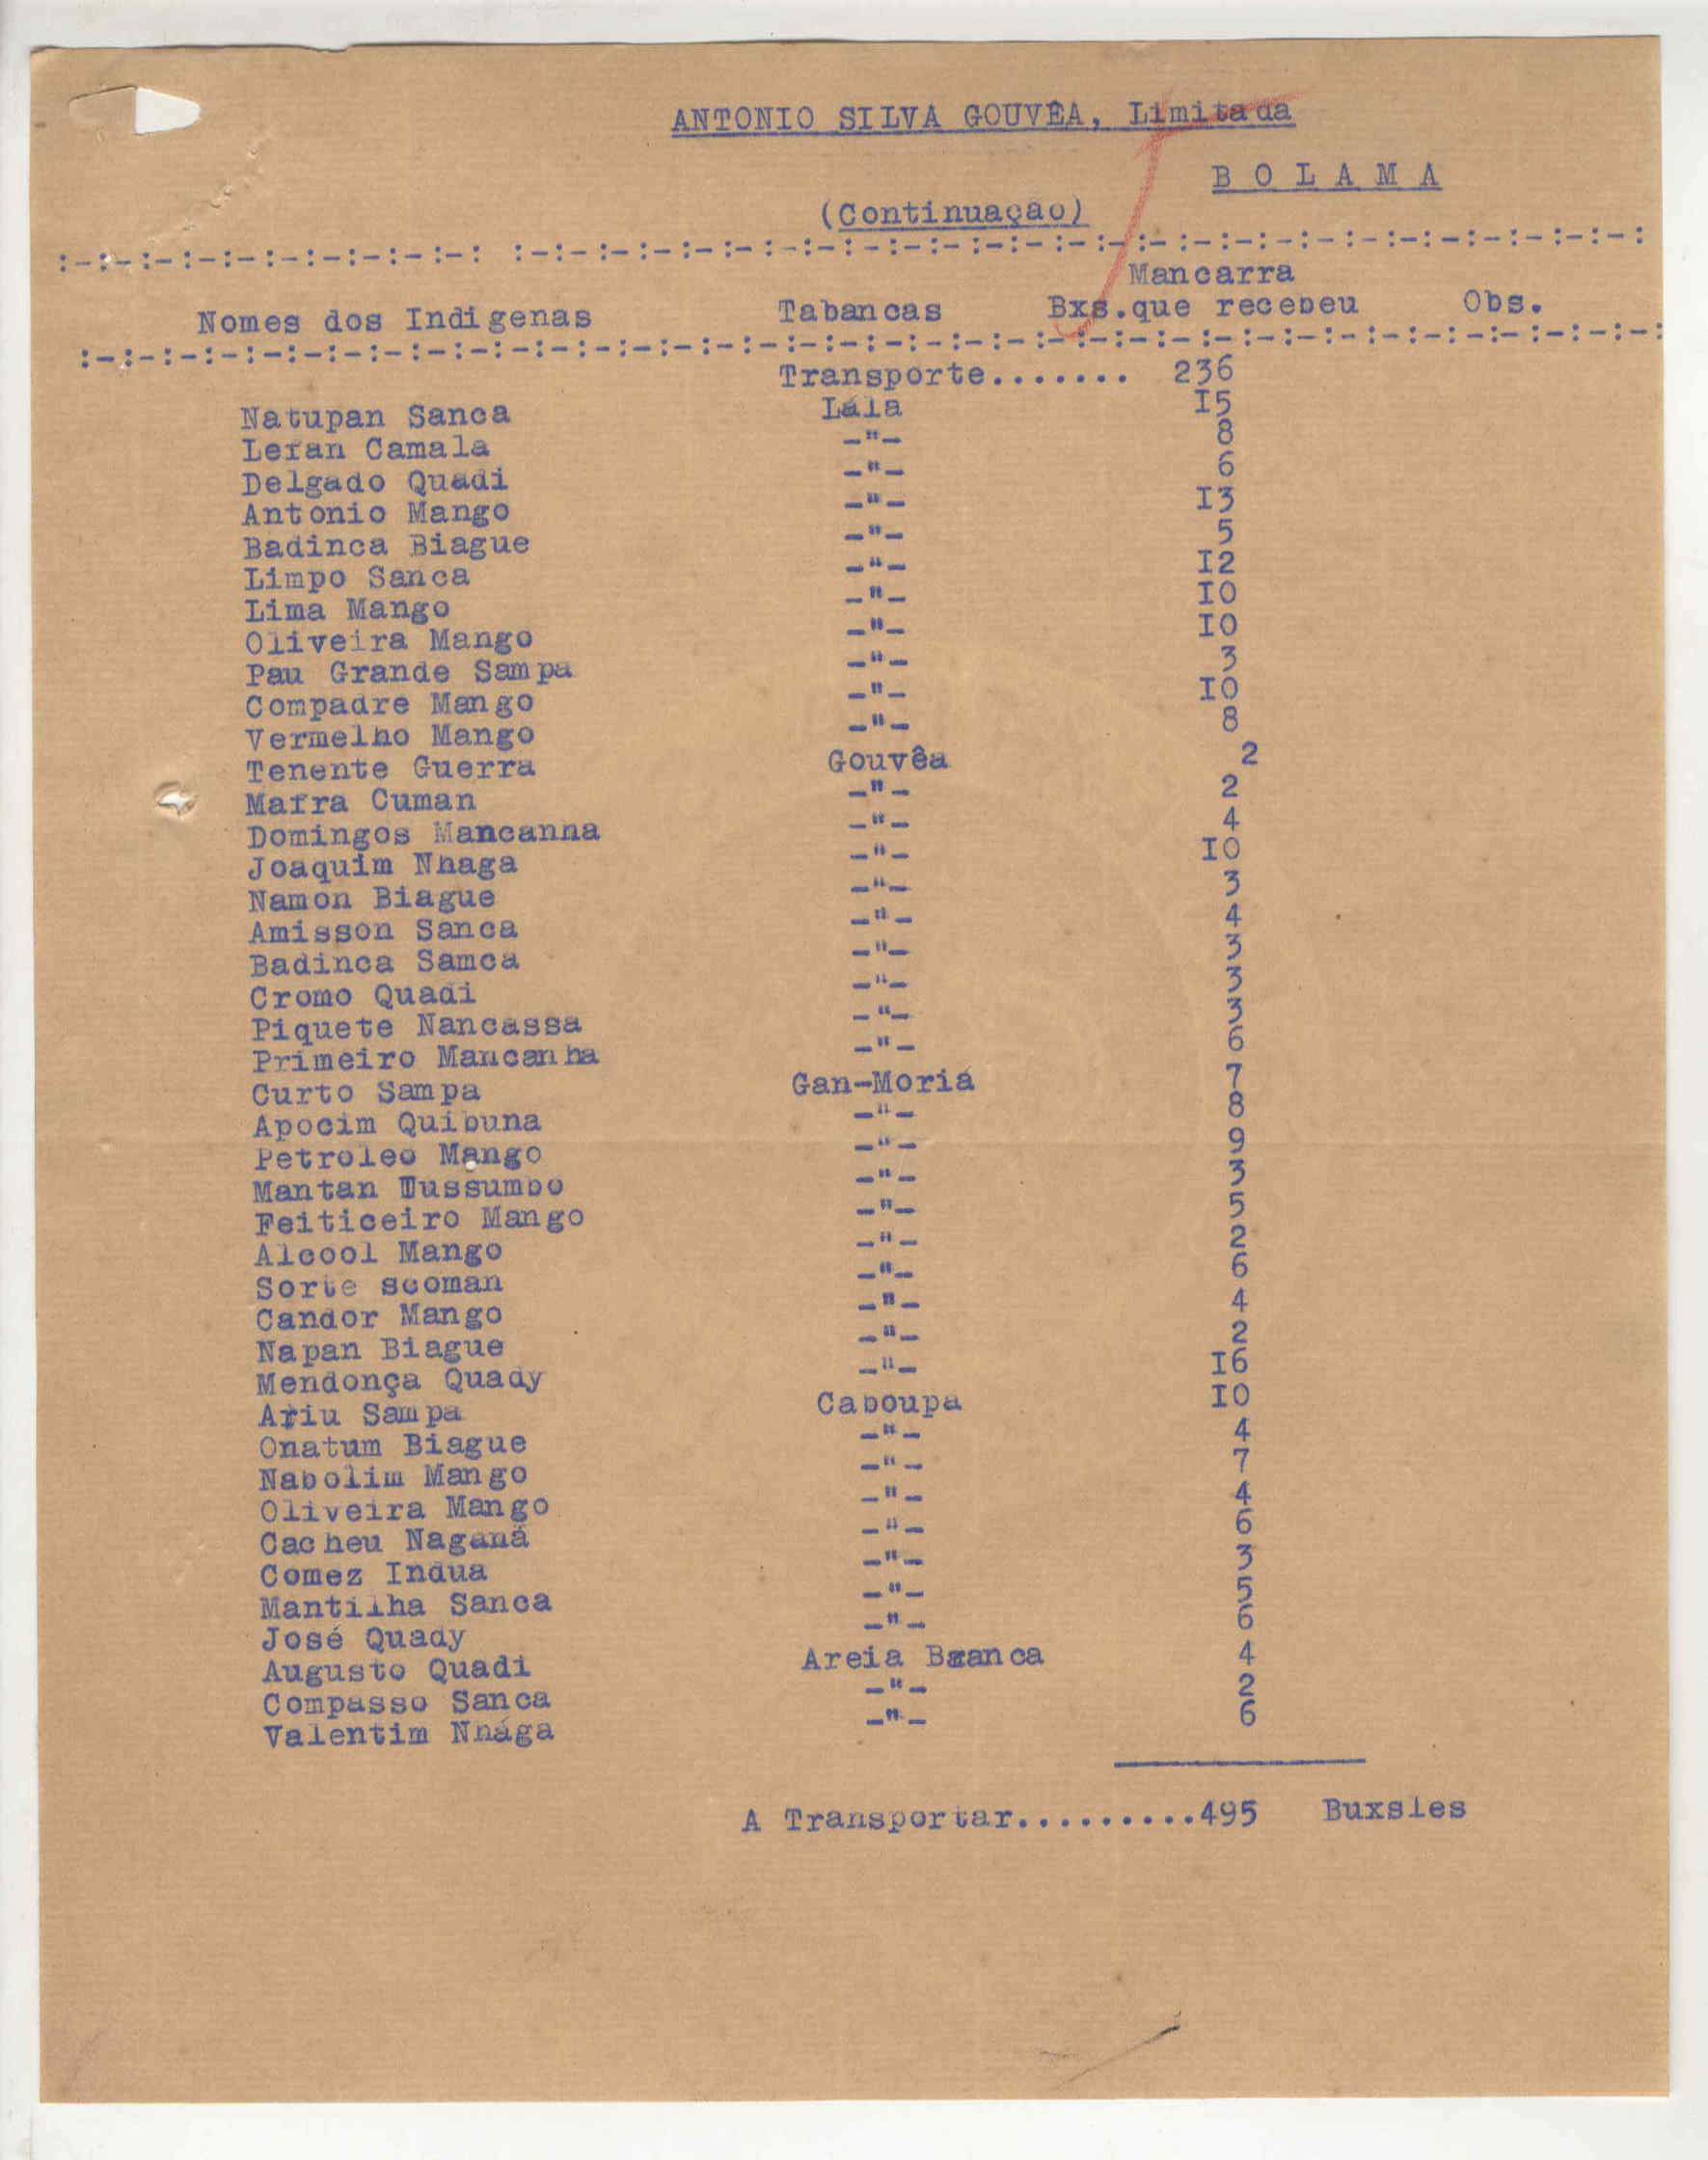 ANTONIO SILVA GOUVÊA, Limitada
B O L A M A
(Continuação)
:-:-:-:-:-:-:-:-:-:-: :-:-:-:-:-:-:-:-:-:-:-:-:-:-:-:-:-:-:-:-:-:-:-:-:-:-:-:
Mancarra
Nomes dos Indigenas Tabancas Bxs.que recebeu Obs.
:-:-:-:-:-:-:-:-:-:-:-:-:-:-:-:-:-:-:-:-:-:-:-:-:-:-:-:-:-:-:-:-:-:-:-:-:-:-:
Transporte....... 236
Natupan Sanca Lála I5
Lefan Camala -"- 8
Delgado Quadi -"- 6
Antonio Mango -"- I3
Badinca Biague -"- 5
Limpo Sanca -"- I2
Lima Mango -"- I0
Oliveira Mango -"- I0
Pau Grande Sampa -"- 3
Compadre Mango -"- I0
Vermelho Mango -"- 8
Tenente Guerra Gouvêa 2
Mafra Cuman -"- 2
Domingos Mancanna -"- 4
Joaquim Nhaga -"- I0
Namon Biague -"- 3
Amisson Sanca -"- 4
Badinca Samca -"- 3
Cromo Quadi -"- 3
Piquete Nancassa -"- 3
Primeiro Mancanha -"- 6
Curto Sampa Gan-Moriá 7
Apocim Quibuna -"- 8
Petroleo Mango -"- 9
Mantan Tussumbo -"- 3
Feiticeiro Mango -"- 5
Alcool Mango -"- 2
Sorte scoman -"- 6
Candor Mango -"- 4
Napan Biague -"- 2
Mendonça Quady -"- I6
Ariu Sampa Caboupa I0
Onatum Biague -"- 4
Nabolim Mango -"- 7
Oliveira Mango -"- 4
Cacheu Naganá -"- 6
Comez Indua -"- 3
Mantilha Sanca -"- 5
José Quady -"- 6
Augusto Quadi Areia Branca 4
Compasso Sanca -"- 2
Valentim Nhága -"- 6
A Transportar.........495 Buxsles